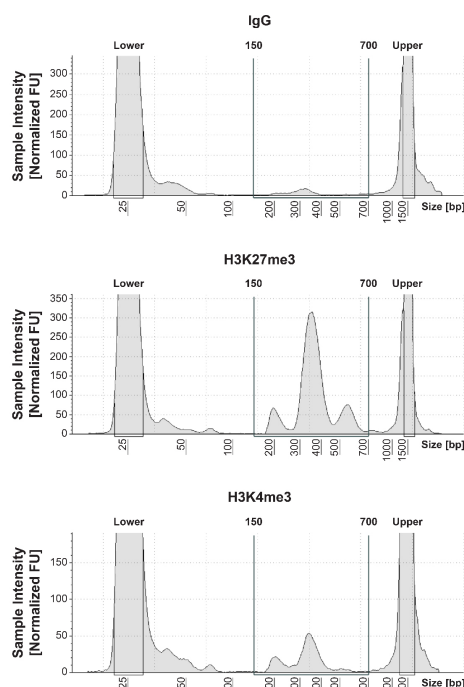 IgG
Lower 150 700 Upper
Sample Intensity
[Normalized FU]
300
250
200
150
100
50
0
25 50 100 200 300 400 500 700 1000 1500 Size [bp]
H3K27me3
Lower 150 700 Upper
Sample Intensity
[Normalized FU]
350
300
250
200
150
100
50
0
25 50 100 200 300 400 500 700 1000 1500 Size [bp]
H3K4me3
Lower 150 700 Upper
Sample Intensity
[Normalized FU]
150
100
50
0
Size [bp]